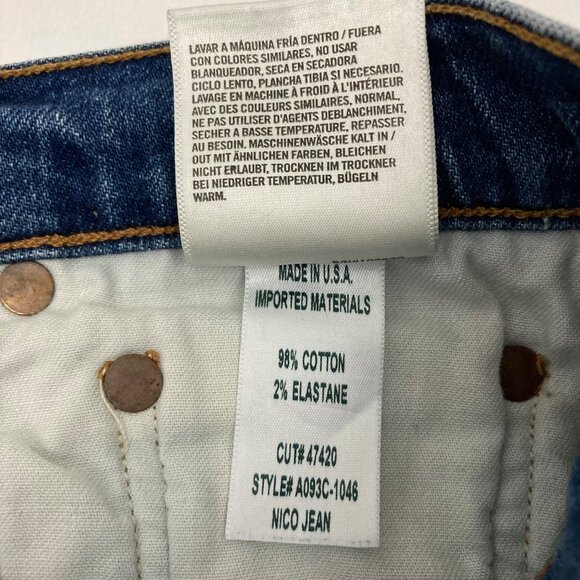 LAVAR A MÁQUINA FRÍA DENTRO / FUERA
CON COLORES SIMILARES, NO USAR
BLANQUEADOR, SECA EN SECADORA
CICLO LENTO, PLANCHA TIBIA SI NECESARIO.
LAVAGE EN MACHINE À FROID À L'INTÉRIEUR
AVEC DES COULEURS SIMILAIRES, NORMAL,
NE PAS UTILISER D'AGENTS DEBLANCHIMENT,
SECHER A BASSE TEMPERATURE, REPASSER
AU BESOIN. MASCHINENWÄSCHE KALT IN /
OUT MIT ÄHNLICHEN FARBEN, BLEICHEN
NICHT ERLAUBT, TROCKNEN IM TROCKNER
BEI NIEDRIGER TEMPERATUR, BÜGELN
WARM.
MADE IN U.S.A.
IMPORTED MATERIALS
98% COTTON
2% ELASTANE
CUT# 47420
STYLE# A093C-1046
NICO JEAN